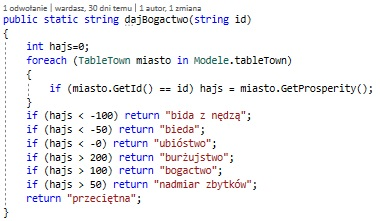 1 odwołanie | wardasz, 30 dni temu | 1 autor, 1 zmiana
public static string dajBogactwo(string id)
{
int hajs=0;
foreach (TableTown miasto in Modele.tableTown)
{
if (miasto.GetId() == id) hajs = miasto.GetProsperity();
}
if (hajs < -100) return "bida z nędzą";
if (hajs < -50) return "bieda";
if (hajs < -0) return "ubióstwo";
if (hajs > 200) return "burżujstwo";
if (hajs > 100) return "bogactwo";
if (hajs > 50) return "nadmiar zbytków";
return "przeciętna";
}